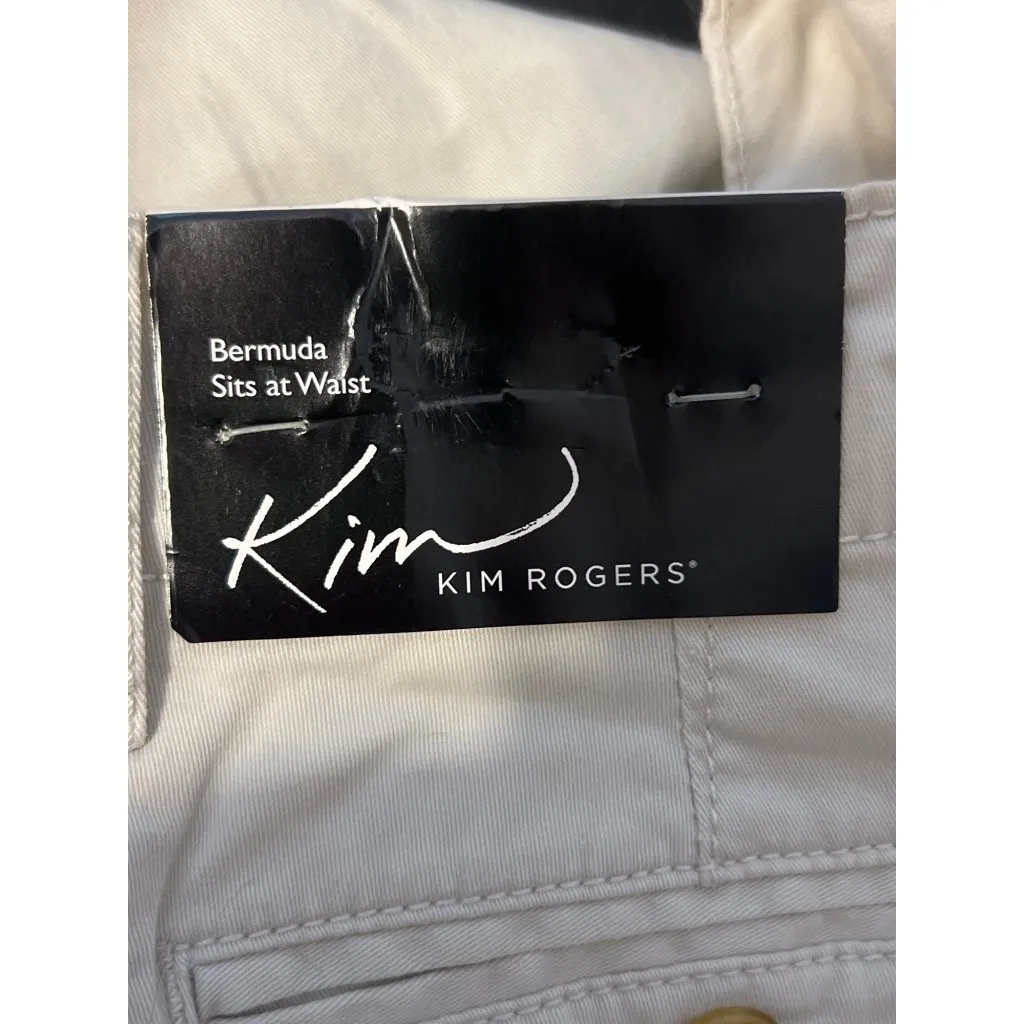 Bermuda
Sits at Waist
Kim
KIM ROGERS®